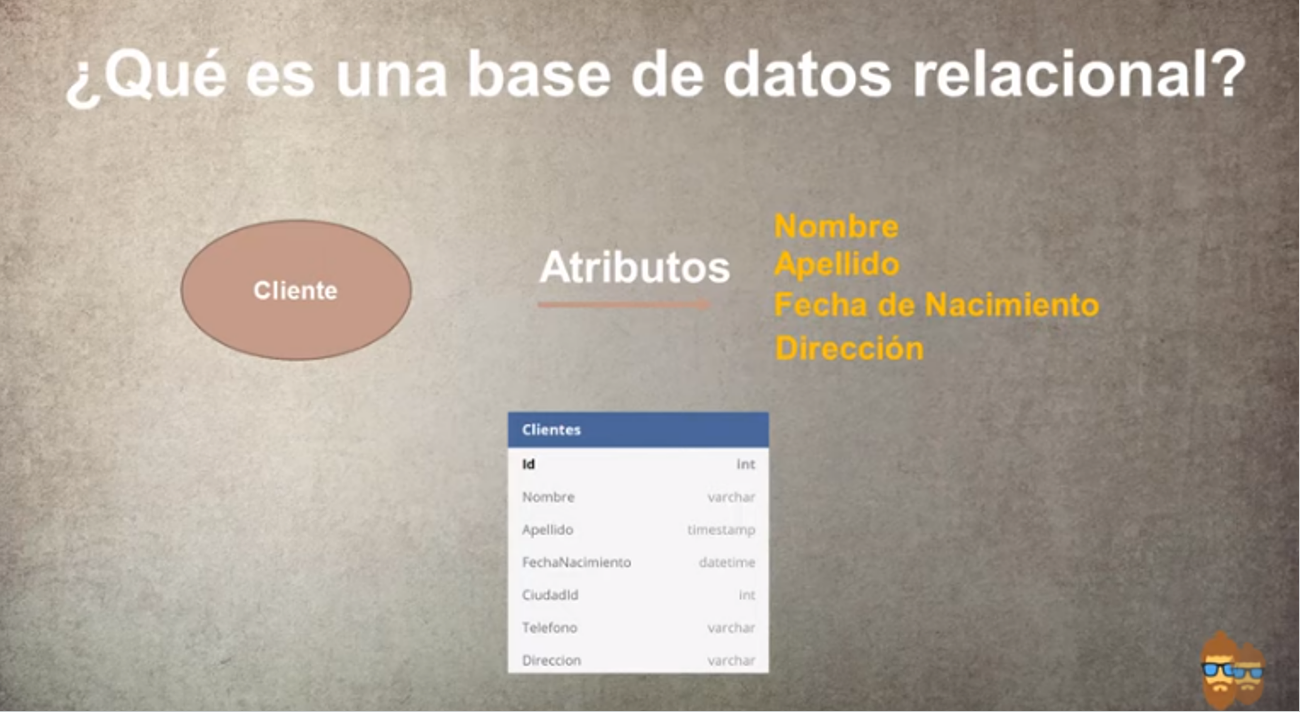 ¿Qué es una base de datos relacional?
Cliente
Atributos
Nombre
Apellido
Fecha de Nacimiento
Dirección
Clientes
Id int
Nombre varchar
Apellido timestamp
FechaNacimiento datetime
CiudadId int
Telefono varchar
Direccion varchar